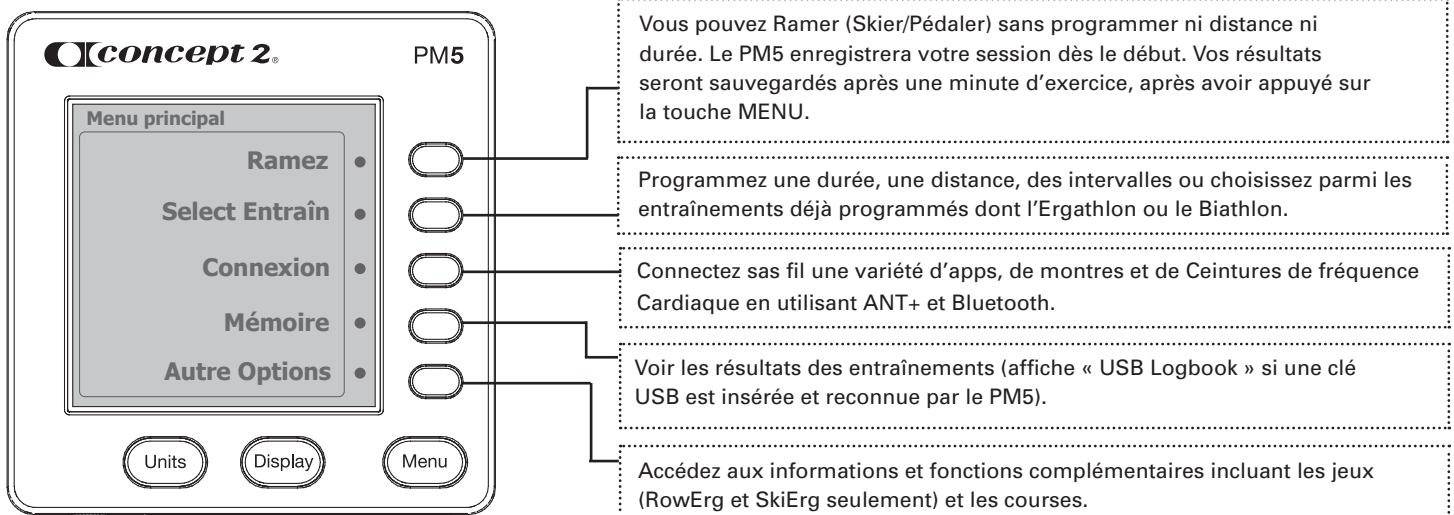 concept 2® PM5
Menu principal
Ramez
Select Entraîn
Connexion
Mémoire
Autre Options
Units Display Menu
Vous pouvez Ramer (Skier/Pédaler) sans programmer ni distance ni
durée. Le PM5 enregistrera votre session dès le début. Vos résultats
seront sauvegardés après une minute d’exercice, après avoir appuyé sur
la touche MENU.
Programmez une durée, une distance, des intervalles ou choisissez parmi les
entraînements déjà programmés dont l’Ergathlon ou le Biathlon.
Connectez sas fil une variété d’apps, de montres et de Ceintures de fréquence
Cardiaque en utilisant ANT+ et Bluetooth.
Voir les résultats des entraînements (affiche « USB Logbook » si une clé
USB est insérée et reconnue par le PM5).
Accédez aux informations et fonctions complémentaires incluant les jeux
(RowErg et SkiErg seulement) et les courses.